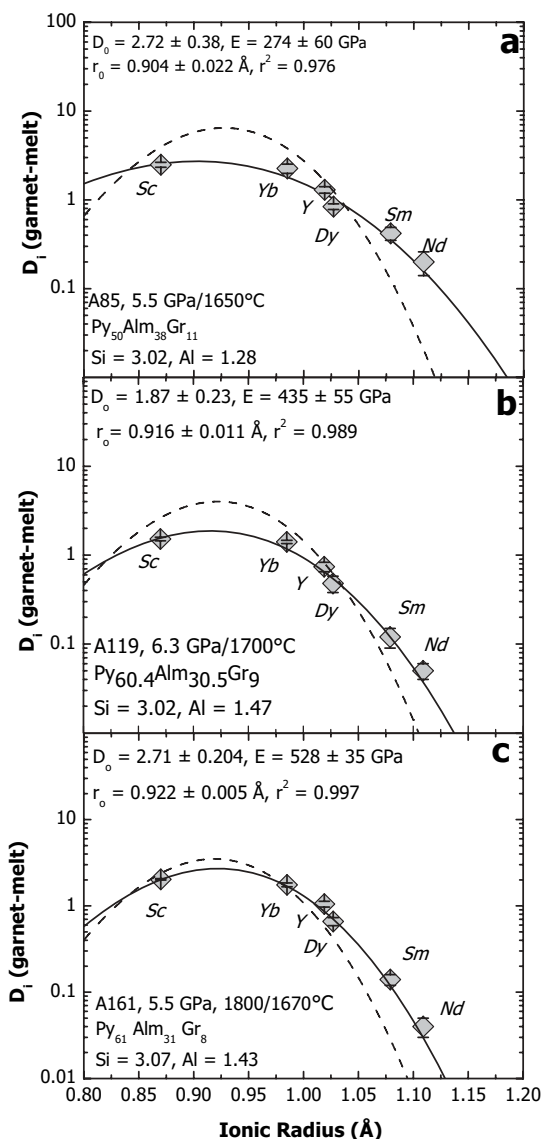 a
D₀ = 2.72 ± 0.38, E = 274 ± 60 GPa
r₀ = 0.904 ± 0.022 Å, r² = 0.976
100
10
1
0.1
Dᵢ (garnet-melt)
Sc
Yb
Y
Dy
Sm
Nd
A85, 5.5 GPa/1650°C
Py₅₀Alm₃₈Gr₁₁
Si = 3.02, Al = 1.28
b
Dₒ = 1.87 ± 0.23, E = 435 ± 55 GPa
rₒ = 0.916 ± 0.011 Å, r² = 0.989
10
1
0.1
Dᵢ (garnet-melt)
Sc
Yb
Y
Dy
Sm
Nd
A119, 6.3 GPa/1700°C
Py₆₀.₄Alm₃₀.₅Gr₉
Si = 3.02, Al = 1.47
c
Dₒ = 2.71 ± 0.204, E = 528 ± 35 GPa
rₒ = 0.922 ± 0.005 Å, r² = 0.997
10
1
0.1
0.01
Dᵢ (garnet-melt)
Sc
Yb
Y
Dy
Sm
Nd
A161, 5.5 GPa, 1800/1670°C
Py₆₁ Alm₃₁ Gr₈
Si = 3.07, Al = 1.43
0.80 0.85 0.90 0.95 1.00 1.05 1.10 1.15 1.20
Ionic Radius (Å)